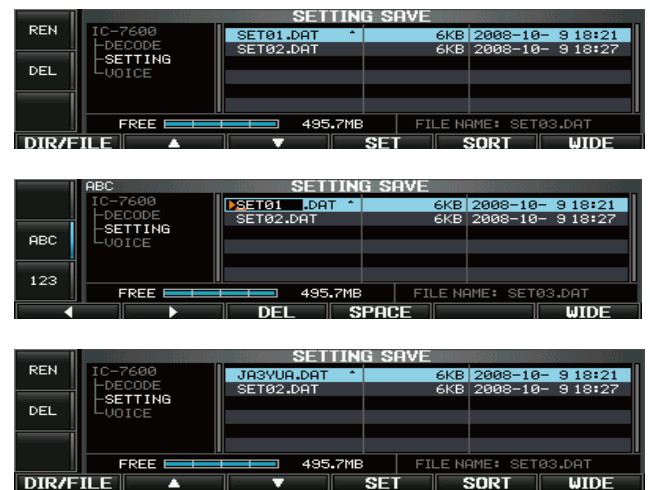 SETTING SAVE
REN
IC-7600
DECODE
SETTING
VOICE
SET01.DAT 6KB 2008-10- 9 18:21
SET02.DAT 6KB 2008-10- 9 18:27
DEL
FREE 495.7MB FILE NAME: SET03.DAT
DIR/FILE ▲ ▼ SET SORT WIDE
ABC SETTING SAVE
IC-7600
DECODE
SETTING
VOICE
SET01 .DAT 6KB 2008-10- 9 18:21
SET02.DAT 6KB 2008-10- 9 18:27
ABC
123
FREE 495.7MB FILE NAME: SET03.DAT
◀ ▶ DEL SPACE WIDE
SETTING SAVE
REN
IC-7600
DECODE
SETTING
VOICE
JA3YUA.DAT 6KB 2008-10- 9 18:21
SET02.DAT 6KB 2008-10- 9 18:27
DEL
FREE 495.7MB FILE NAME: SET03.DAT
DIR/FILE ▲ ▼ SET SORT WIDE